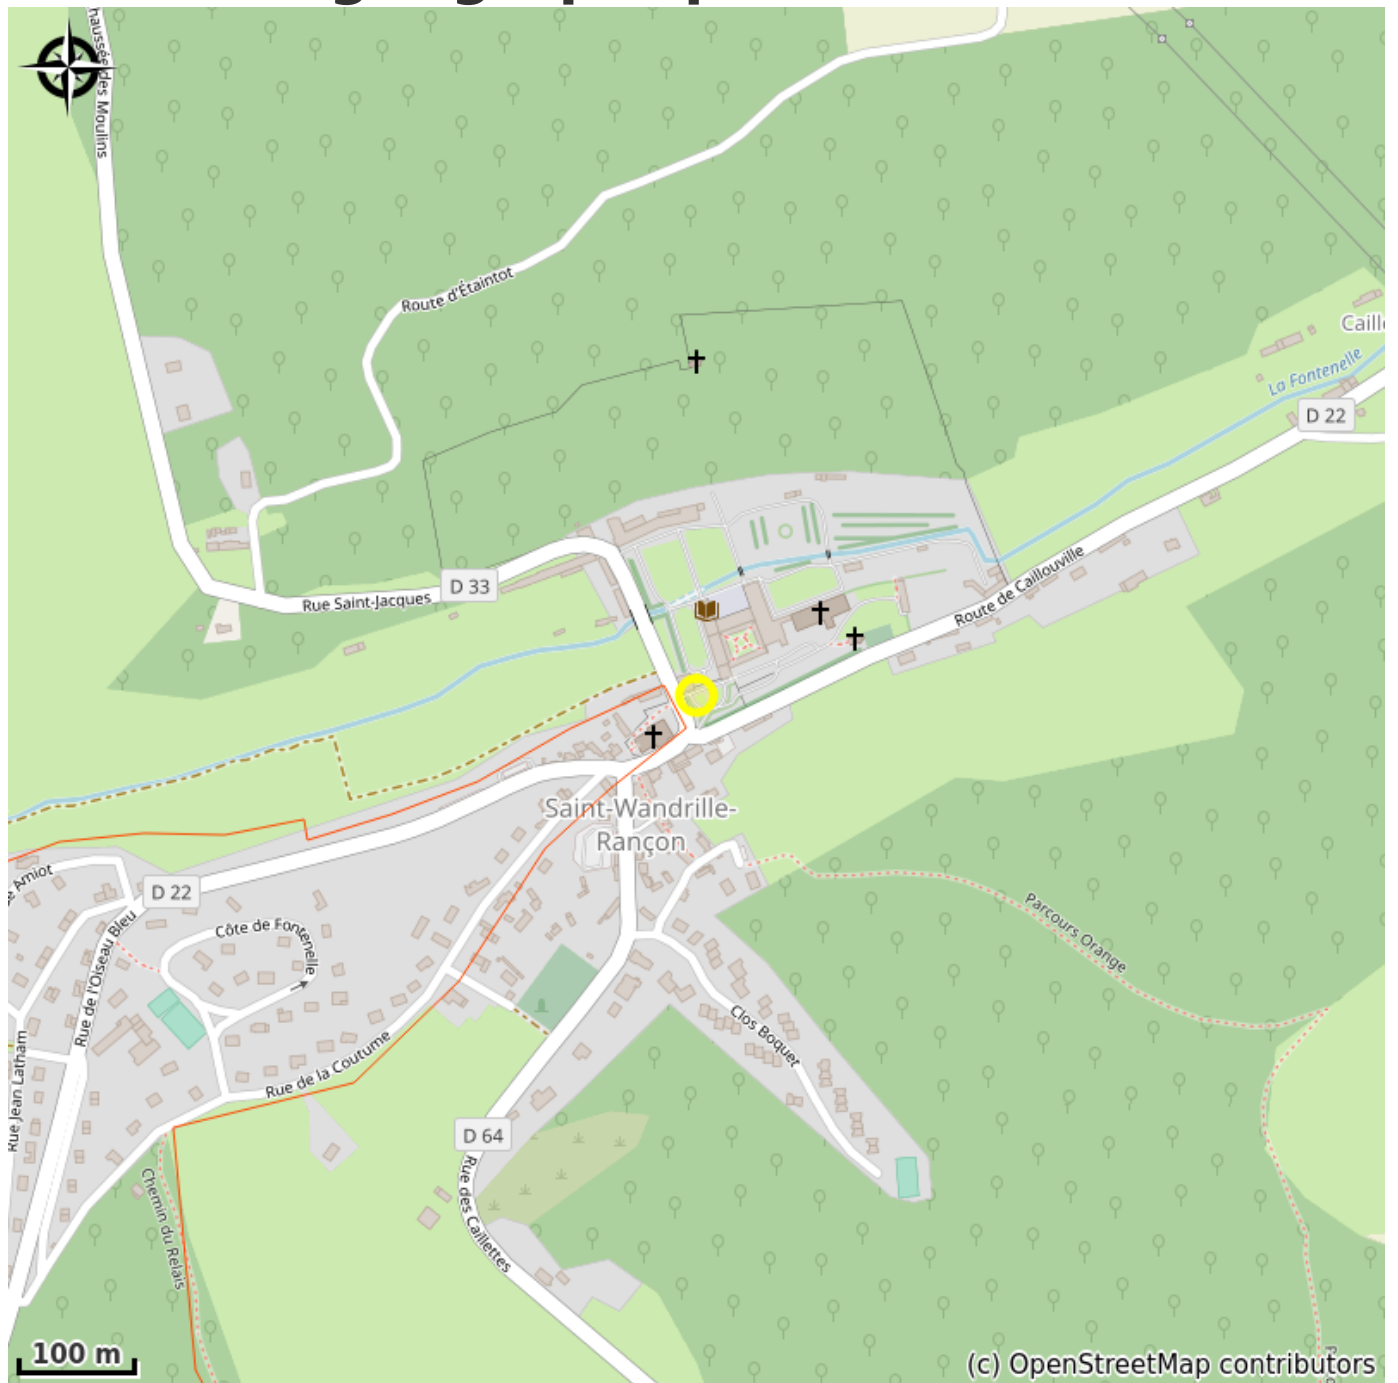 haussée des Moulins
Route d'Étaintot
Caille
La Fontenelle
D 22
Route de Caillouville
D 33
Rue Saint-Jacques
Saint-Wandrille-
Rançon
e Amiot
D 22
Côte de Fontenelle
Rue de l'Oiseau Bleu
Parcours Orange
Clos Boquet
Rue Jean Latham
Rue de la Coutume
D 64
Chemin du Relais
Rue des Caillettes
100 m
(c) OpenStreetMap contributors